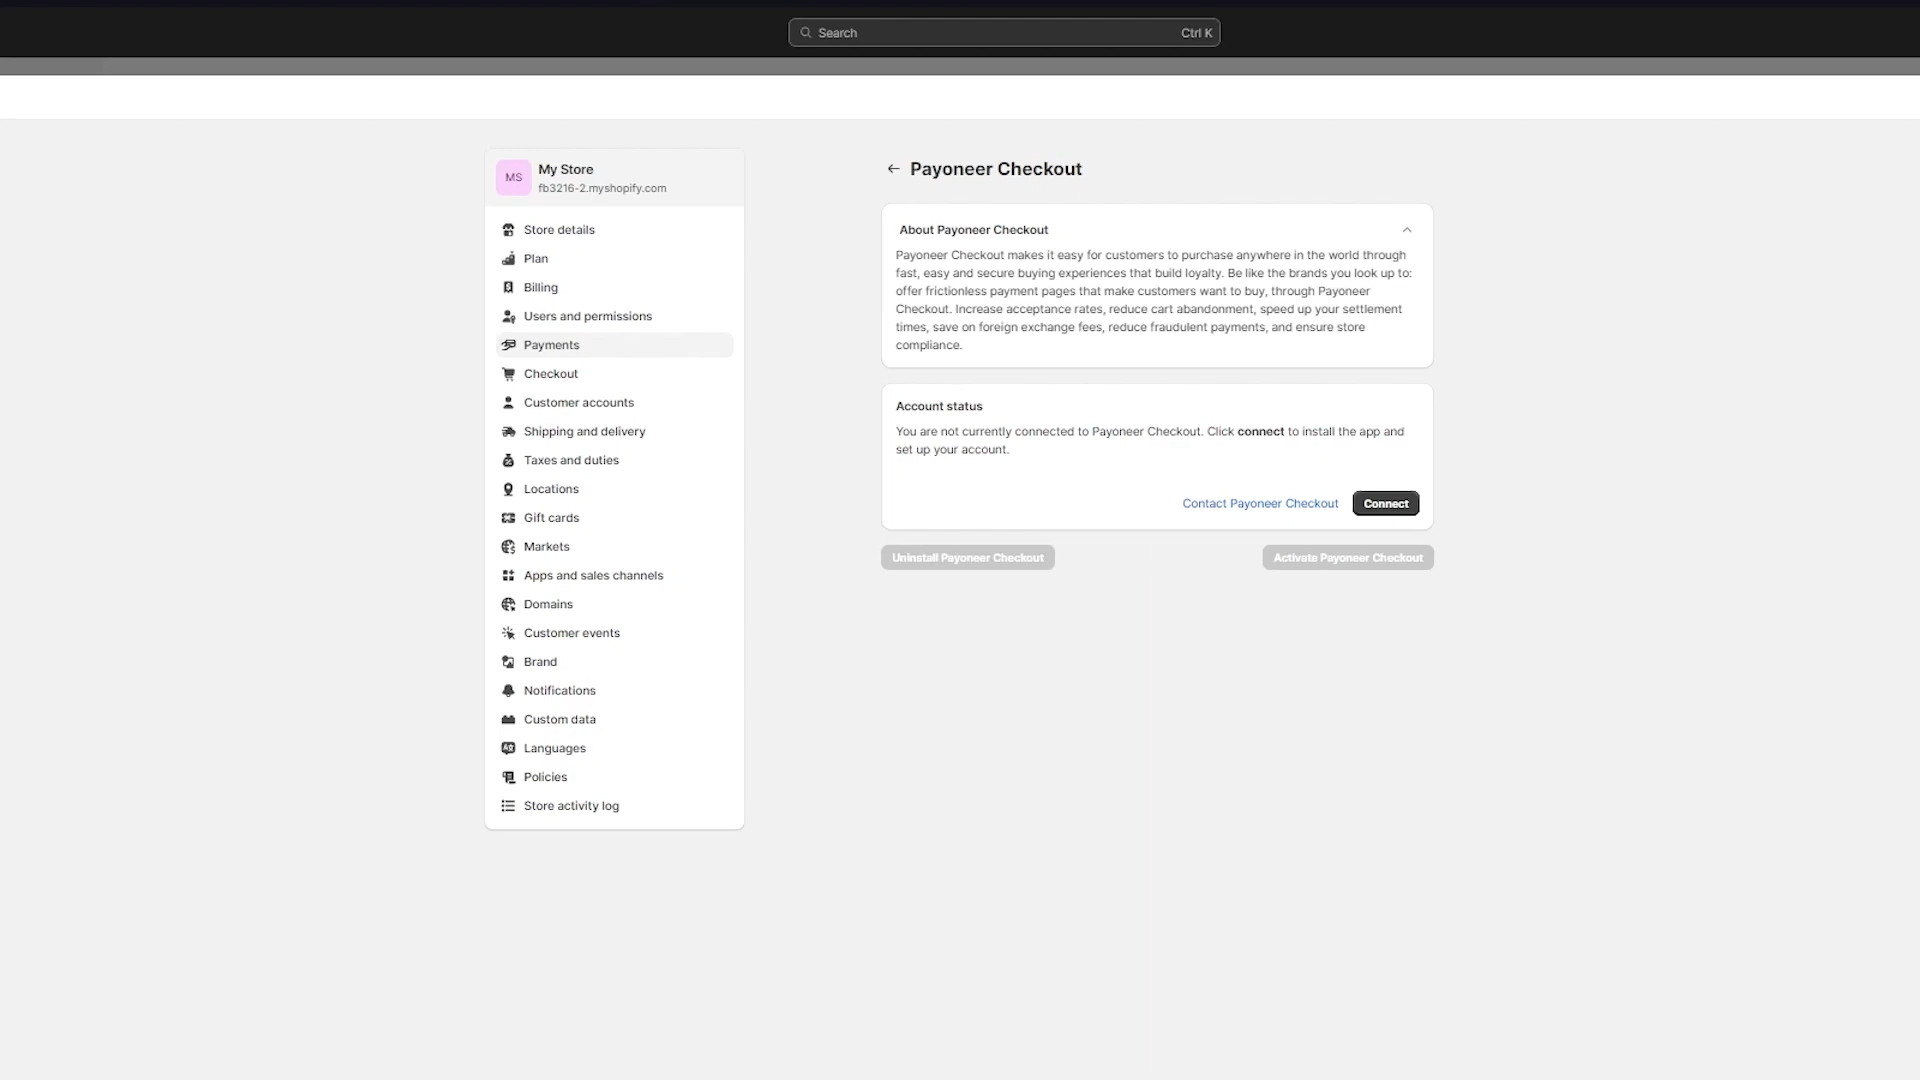 Search
Ctrl K
MS
My Store
fb3216-2.myshopify.com
Store details
Plan
Billing
Users and permissions
Payments
Checkout
Customer accounts
Shipping and delivery
Taxes and duties
Locations
Gift cards
Markets
Apps and sales channels
Domains
Customer events
Brand
Notifications
Custom data
Languages
Policies
Store activity log
Payoneer Checkout
About Payoneer Checkout
Payoneer Checkout makes it easy for customers to purchase anywhere in the world through
fast, easy and secure buying experiences that build loyalty. Be like the brands you look up to:
offer frictionless payment pages that make customers want to buy, through Payoneer
Checkout. Increase acceptance rates, reduce cart abandonment, speed up your settlement
times, save on foreign exchange fees, reduce fraudulent payments, and ensure store
compliance.
Account status
You are not currently connected to Payoneer Checkout. Click connect to install the app and
set up your account.
Contact Payoneer Checkout
Connect
Uninstall Payoneer Checkout
Activate Payoneer Checkout